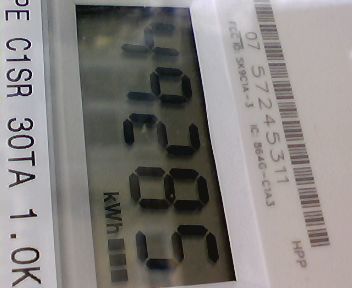 07 57245311 HPP
FCC ID SK9C1A-3 IC: 864G-C1A3
kWh
PE C1SR 30TA 1.0K